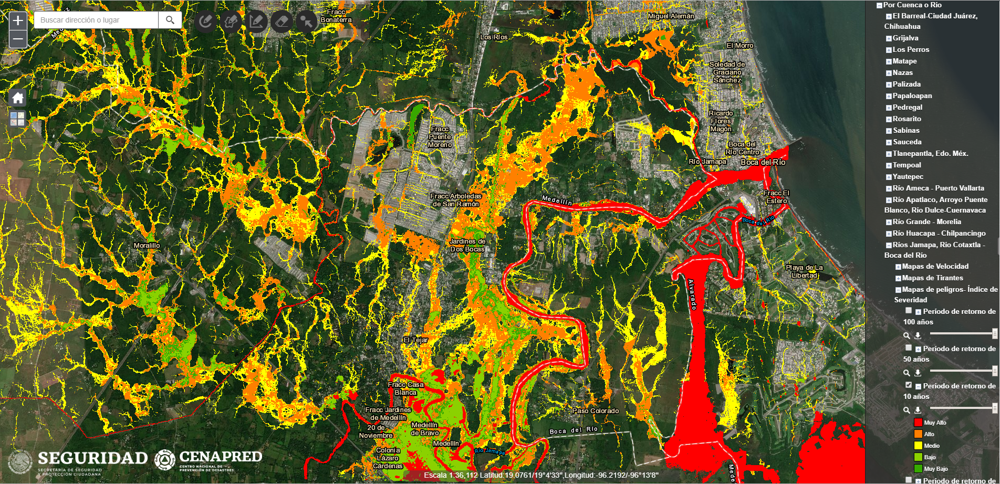 Buscar dirección o lugar
Fracc
Bonaterra
Los Ríos
Miguel Alemán
El Morro
Soledad de
Graciano
Sánchez
Ricardo
Flores
Magón
Fracc
Puente
Moreno
Boca del
Río Centro
Río Jamapa
Boca del Río
Fracc El
Estero
Medellín
Fracc Arboledas
de San Ramón
Boca del Río
Jardines de
Dos Bocas
Moralillo
Playa de La
Libertad
Alvarado
El Tejar
Fracc Casa
Blanca
Fracc Jardines
de Medellín
Paso Colorado
20 de
Noviembre
Medellín
de Bravo
Boca del Río
Medellín
Río Jamapa
Colonia
Lázaro
Cárdenas
Mede
SEGURIDAD
SECRETARÍA DE SEGURIDAD
Y PROTECCIÓN CIUDADANA
CENAPRED
CENTRO NACIONAL DE
PREVENCIÓN DE DESASTRES
Escala 1:36,112 Latitud:19.0761/19°4'33",Longitud:-96.2192/-96°13'8"
Por Cuenca o Río
El Barreal-Ciudad Juárez,
Chihuahua
Grijalva
Los Perros
Matape
Nazas
Palizada
Papaloapan
Pedregal
Rosarito
Sabinas
Sauceda
Tlanepantla, Edo. Méx.
Tempoal
Yautepec
Río Ameca - Puerto Vallarta
Río Apatlaco, Arroyo Puente
Blanco, Río Dulce-Cuernavaca
Río Grande - Morelia
Río Huacapa - Chilpancingo
Ríos Jamapa, Río Cotaxtla -
Boca del Río
Mapas de Velocidad
Mapas de Tirantes
Mapas de peligros- Índice de
Severidad
Período de retorno de
100 años
Período de retorno de
50 años
Período de retorno de
10 años
Muy Alto
Alto
Medio
Bajo
Muy Bajo
Período de retorno de